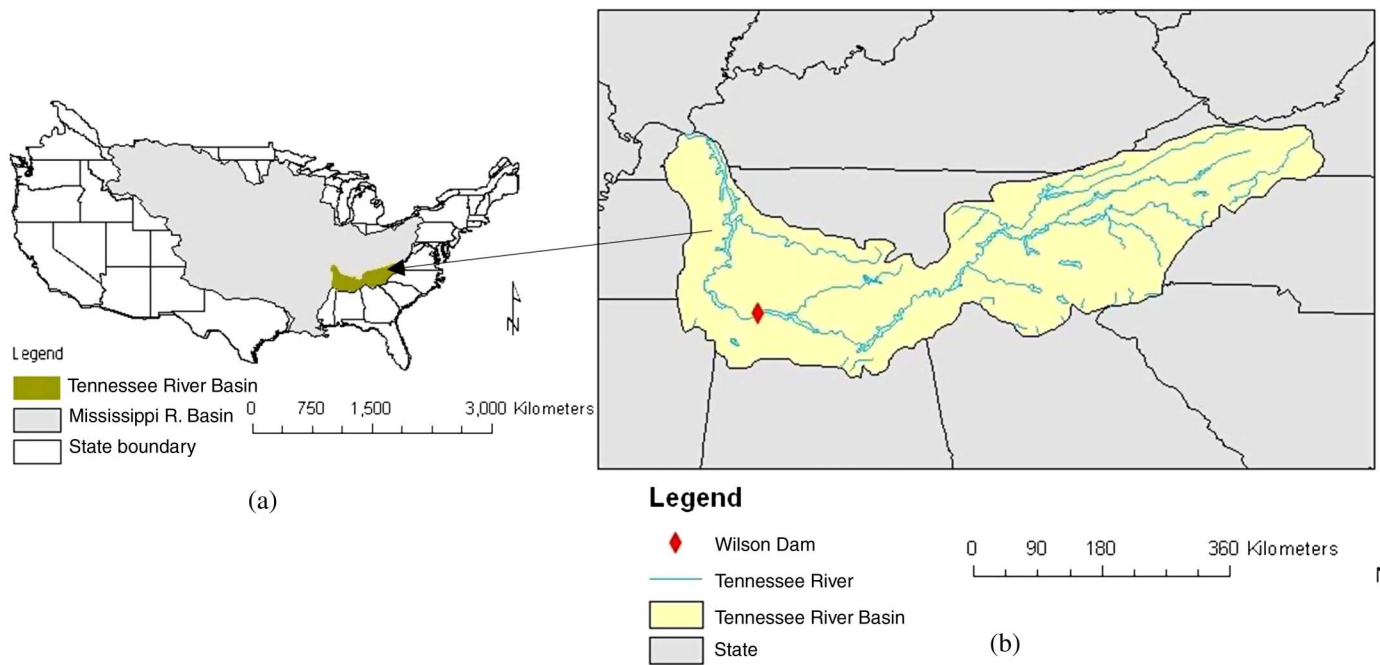 N
Legend
Tennessee River Basin
Mississippi R. Basin
State boundary
0 750 1,500 3,000 Kilometers
(a)
Legend
Wilson Dam
Tennessee River
Tennessee River Basin
State
0 90 180 360 Kilometers
N
(b)